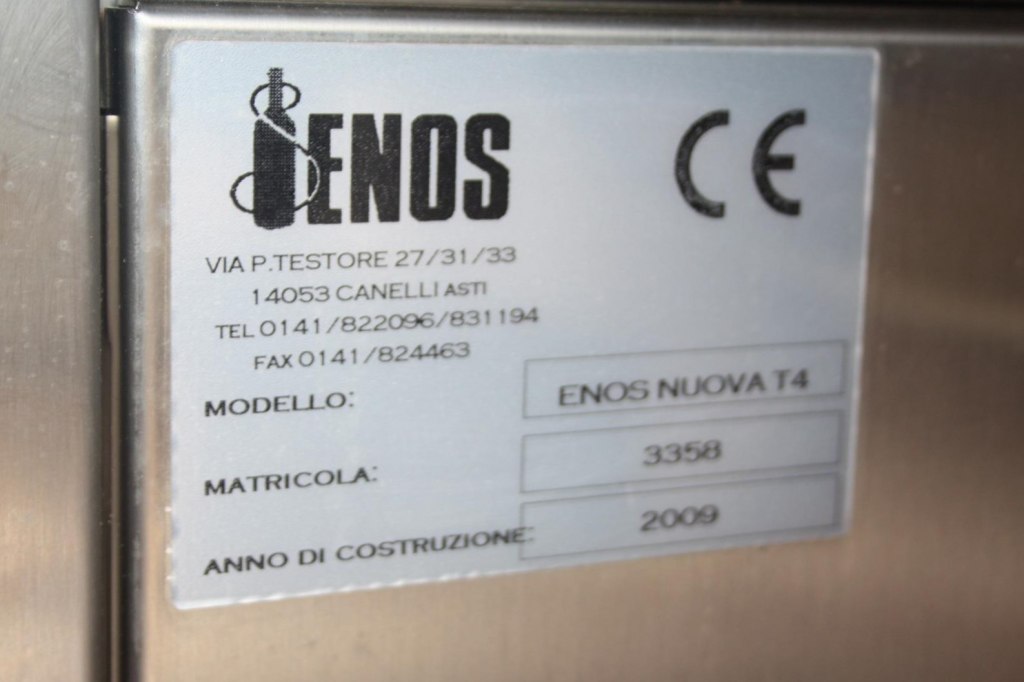 ENOS
CE
VIA P.TESTORE 27/31/33
14053 CANELLI ASTI
TEL 0141/822096/831194
FAX 0141/824463
MODELLO: ENOS NUOVA T4
MATRICOLA: 3358
ANNO DI COSTRUZIONE: 2009